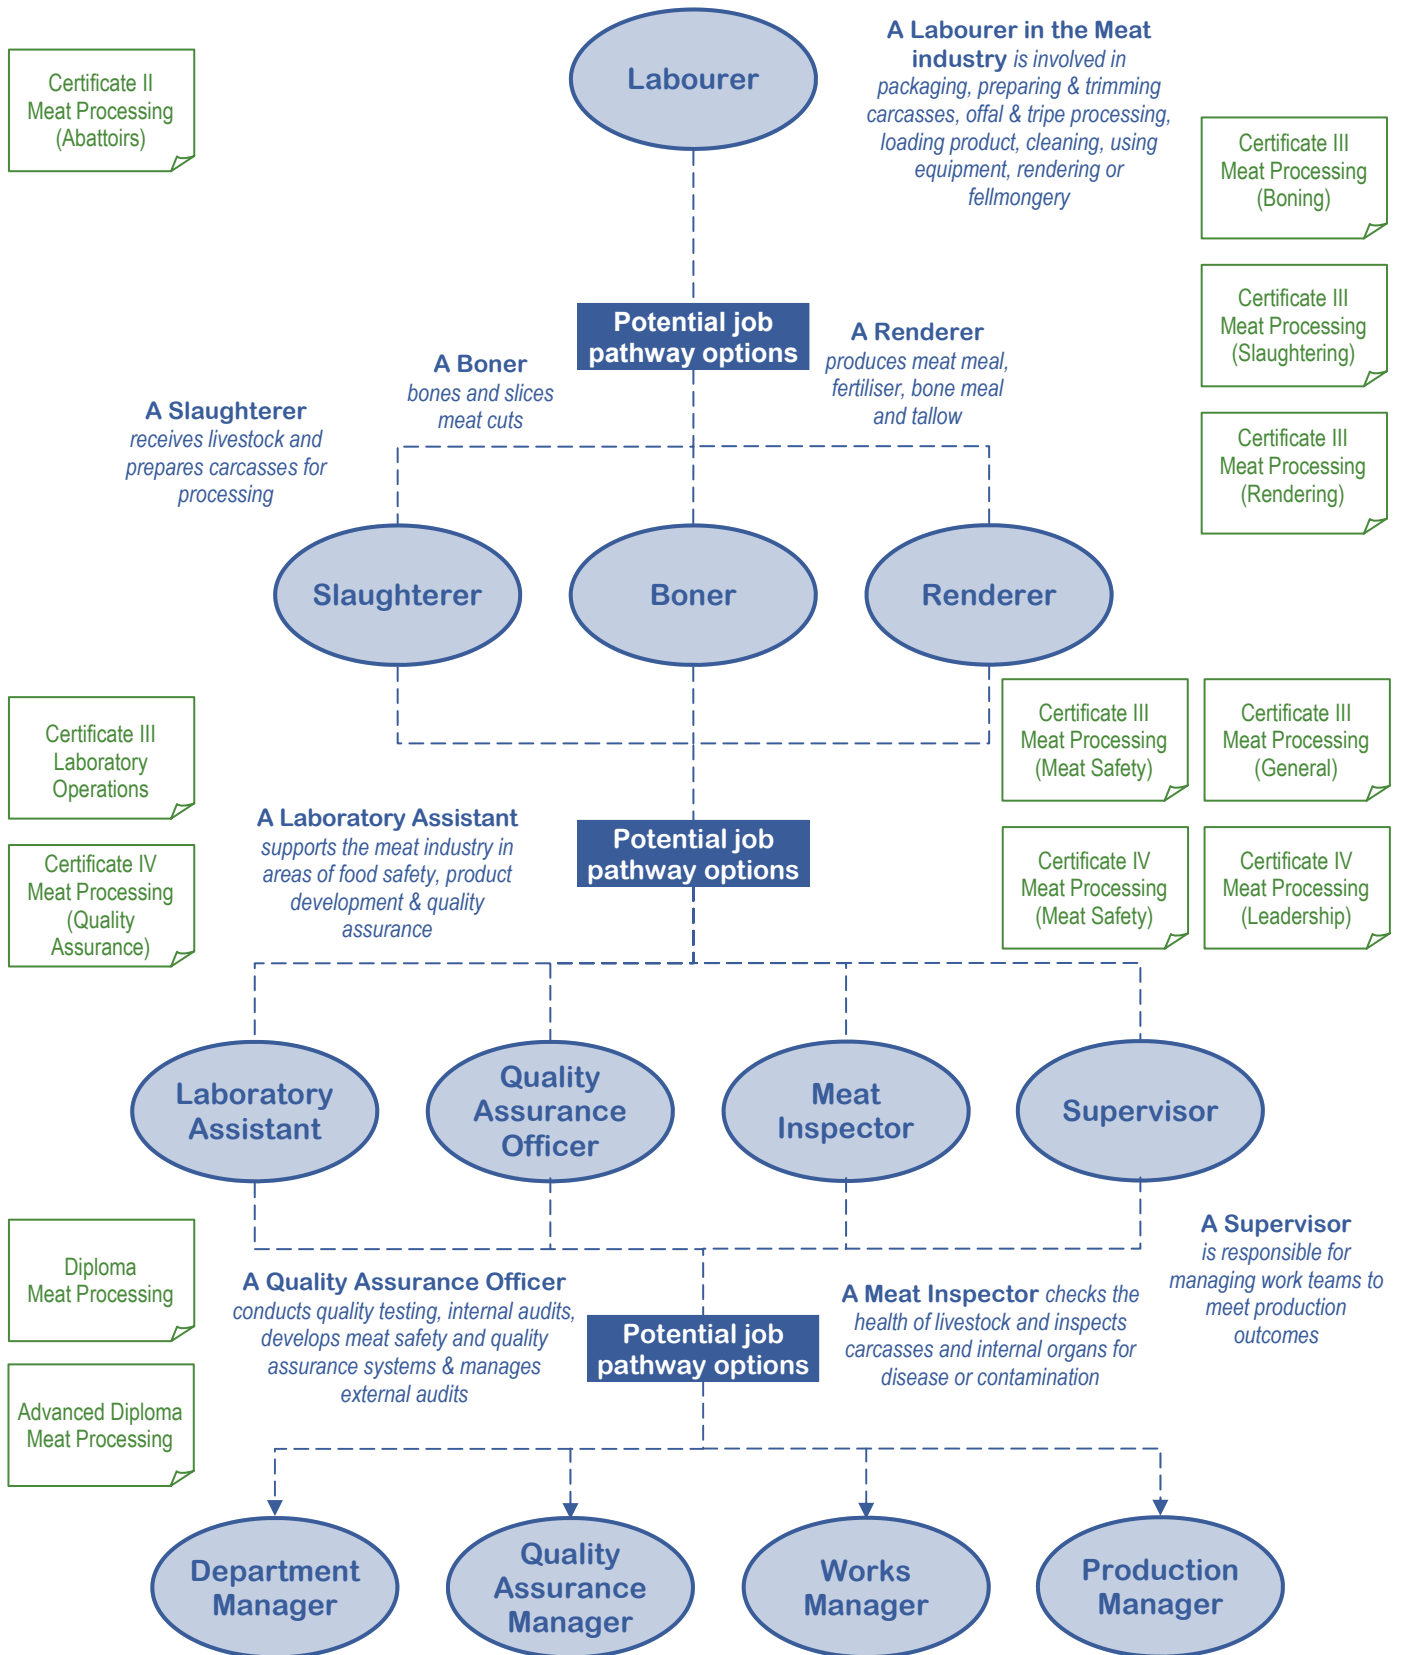 Certificate II
Meat Processing
(Abattoirs)
Labourer
A Labourer in the Meat
industry is involved in
packaging, preparing & trimming
carcasses, offal & tripe processing,
loading product, cleaning, using
equipment, rendering or
fellmongery
Certificate III
Meat Processing
(Boning)
Certificate III
Meat Processing
(Slaughtering)
Certificate III
Meat Processing
(Rendering)
Potential job
pathway options
A Slaughterer
receives livestock and
prepares carcasses for
processing
A Boner
bones and slices
meat cuts
A Renderer
produces meat meal,
fertiliser, bone meal
and tallow
Slaughterer
Boner
Renderer
Certificate III
Laboratory
Operations
Certificate IV
Meat Processing
(Quality
Assurance)
A Laboratory Assistant
supports the meat industry in
areas of food safety, product
development & quality
assurance
Potential job
pathway options
Certificate III
Meat Processing
(Meat Safety)
Certificate III
Meat Processing
(General)
Certificate IV
Meat Processing
(Meat Safety)
Certificate IV
Meat Processing
(Leadership)
Laboratory
Assistant
Quality
Assurance
Officer
Meat
Inspector
Supervisor
Diploma
Meat Processing
Advanced Diploma
Meat Processing
A Quality Assurance Officer
conducts quality testing, internal audits,
develops meat safety and quality
assurance systems & manages
external audits
Potential job
pathway options
A Meat Inspector checks the
health of livestock and inspects
carcasses and internal organs for
disease or contamination
A Supervisor
is responsible for
managing work teams to
meet production
outcomes
Department
Manager
Quality
Assurance
Manager
Works
Manager
Production
Manager